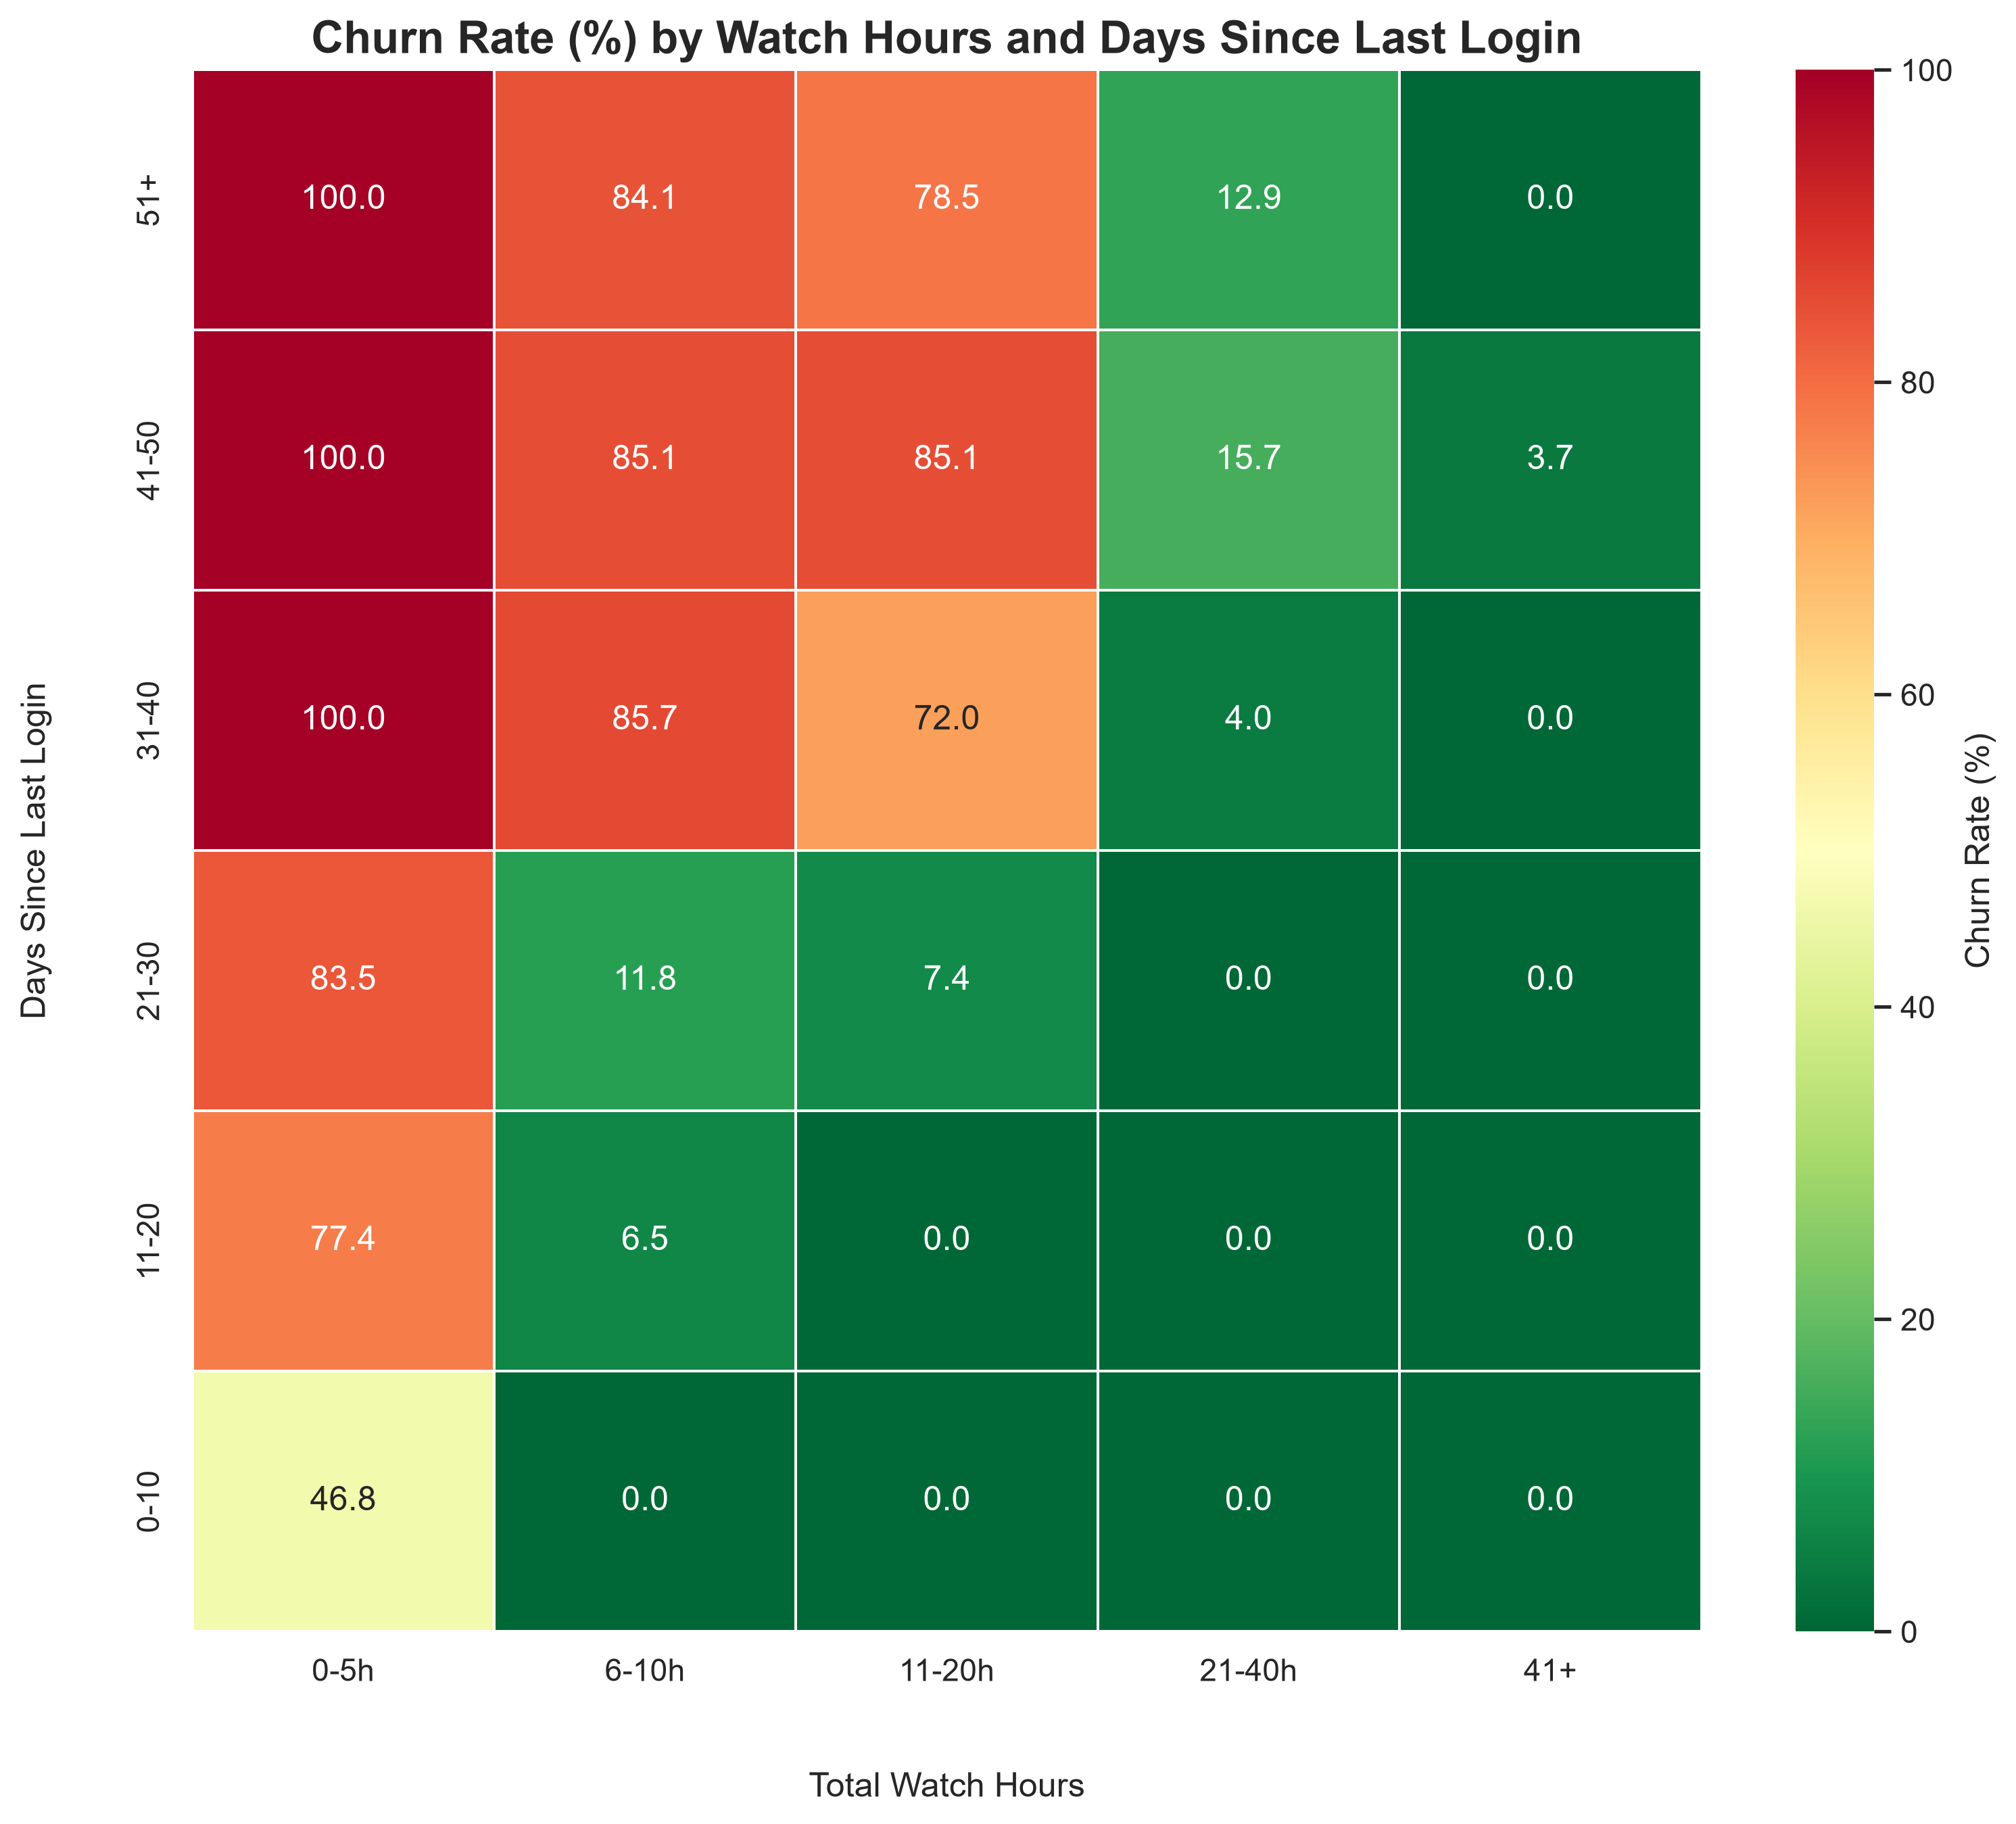 Churn Rate (%) by Watch Hours and Days Since Last Login
51+
100.0 84.1 78.5 12.9 0.0
41-50
100.0 85.1 85.1 15.7 3.7
31-40
100.0 85.7 72.0 4.0 0.0
21-30
83.5 11.8 7.4 0.0 0.0
11-20
77.4 6.5 0.0 0.0 0.0
0-10
46.8 0.0 0.0 0.0 0.0
0-5h 6-10h 11-20h 21-40h 41+
Total Watch Hours
Days Since Last Login
100
80
60
40
20
0
Churn Rate (%)